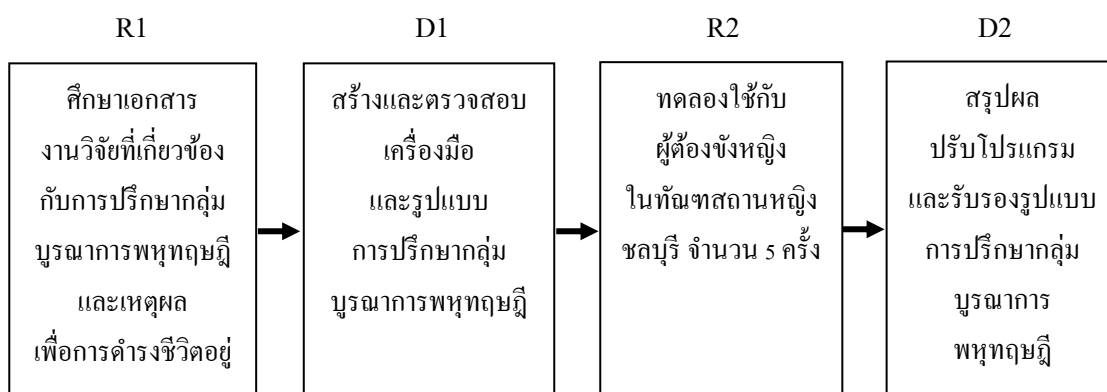 R1
D1
R2
D2
ศึกษาเอกสาร
งานวิจัยที่เกี่ยวข้อง
กับการปรึกษากลุ่ม
บูรณาการพหุทฤษฎี
และเหตุผล
เพื่อการดำรงชีวิตอยู่
สร้างและตรวจสอบ
เครื่องมือ
และรูปแบบ
การปรึกษากลุ่ม
บูรณาการพหุทฤษฎี
ทดลองใช้กับ
ผู้ต้องขังหญิง
ในทัณฑสถานหญิง
ชลบุรี จำนวน 5 ครั้ง
สรุปผล
ปรับโปรแกรม
และรับรองรูปแบบ
การปรึกษากลุ่ม
บูรณาการ
พหุทฤษฎี